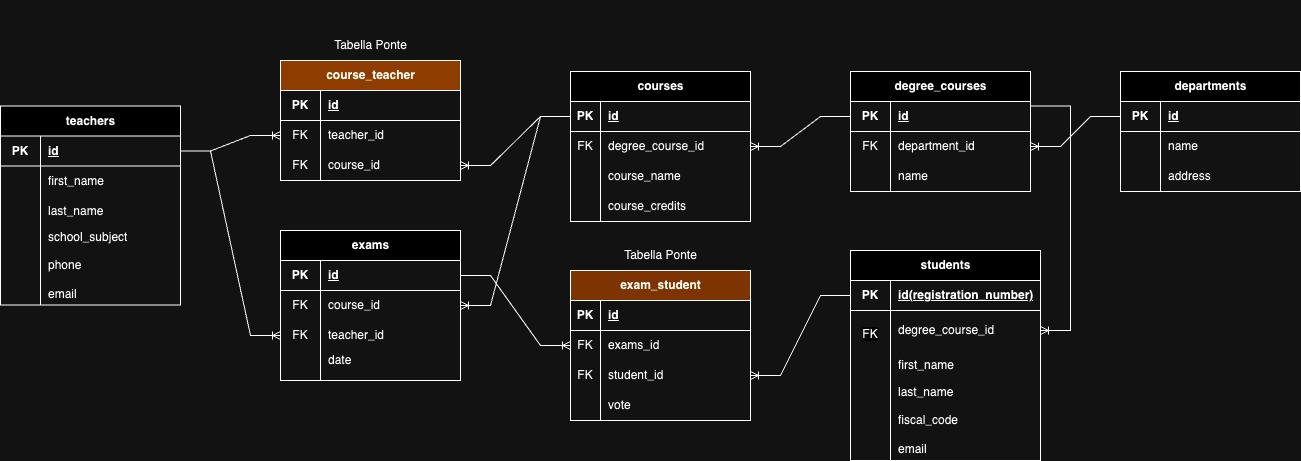 teachers
PK id
first_name
last_name
school_subject
phone
email
Tabella Ponte
course_teacher
PK id
FK teacher_id
FK course_id
exams
PK id
FK course_id
FK teacher_id
date
courses
PK id
FK degree_course_id
course_name
course_credits
Tabella Ponte
exam_student
PK id
FK exams_id
FK student_id
vote
degree_courses
PK id
FK department_id
name
students
PK id(registration_number)
FK degree_course_id
first_name
last_name
fiscal_code
email
departments
PK id
name
address